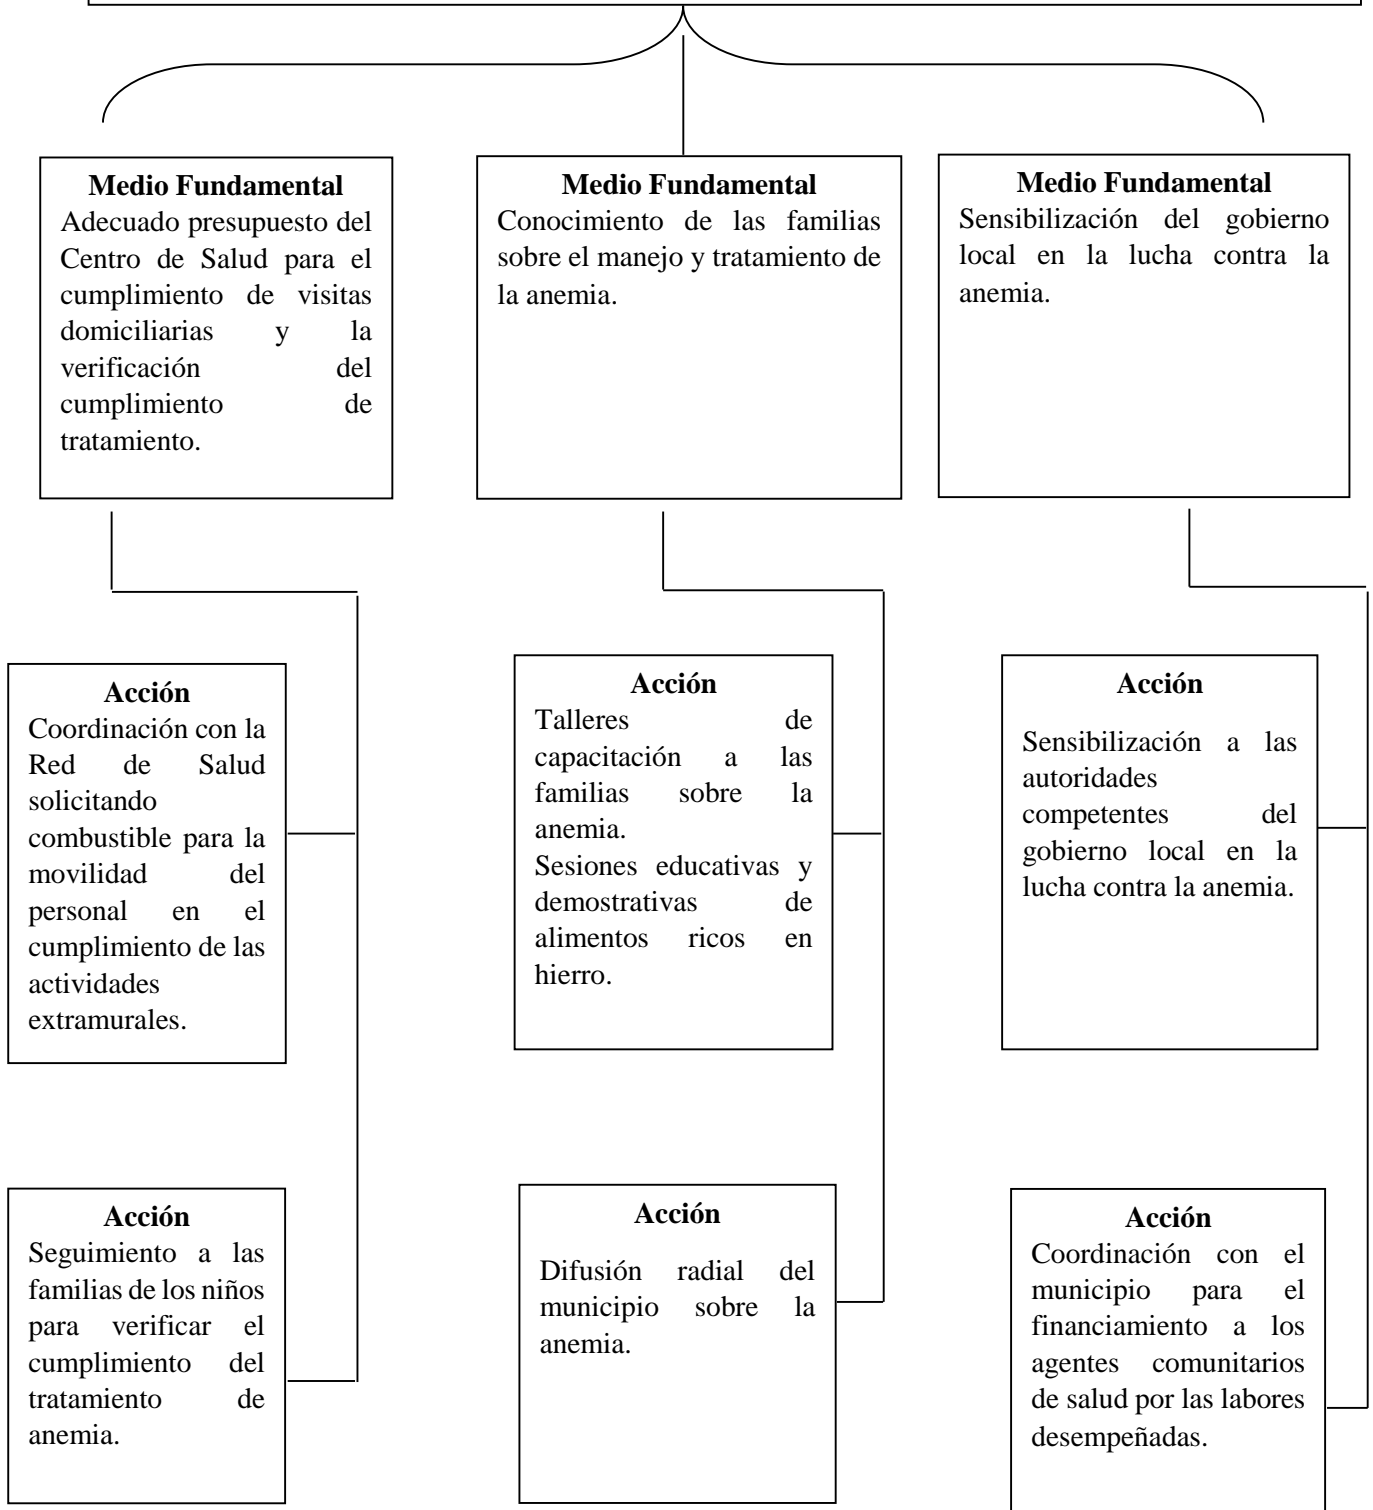 Medio Fundamental
Adecuado presupuesto del
Centro de Salud para el
cumplimiento de visitas
domiciliarias y la
verificación del
cumplimiento de
tratamiento.
Medio Fundamental
Conocimiento de las familias
sobre el manejo y tratamiento de
la anemia.
Medio Fundamental
Sensibilización del gobierno
local en la lucha contra la
anemia.
Acción
Coordinación con la
Red de Salud
solicitando
combustible para la
movilidad del
personal en el
cumplimiento de las
actividades
extramurales.
Acción
Talleres de
capacitación a las
familias sobre la
anemia.
Sesiones educativas y
demostrativas de
alimentos ricos en
hierro.
Acción
Sensibilización a las
autoridades
competentes del
gobierno local en la
lucha contra la anemia.
Acción
Seguimiento a las
familias de los niños
para verificar el
cumplimiento del
tratamiento de
anemia.
Acción
Difusión radial del
municipio sobre la
anemia.
Acción
Coordinación con el
municipio para el
financiamiento a los
agentes comunitarios
de salud por las labores
desempeñadas.